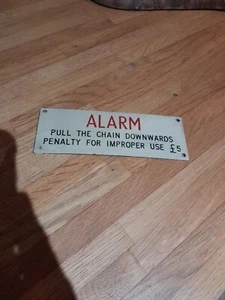 ALARM
PULL THE CHAIN DOWNWARDS
PENALTY FOR IMPROPER USE £5